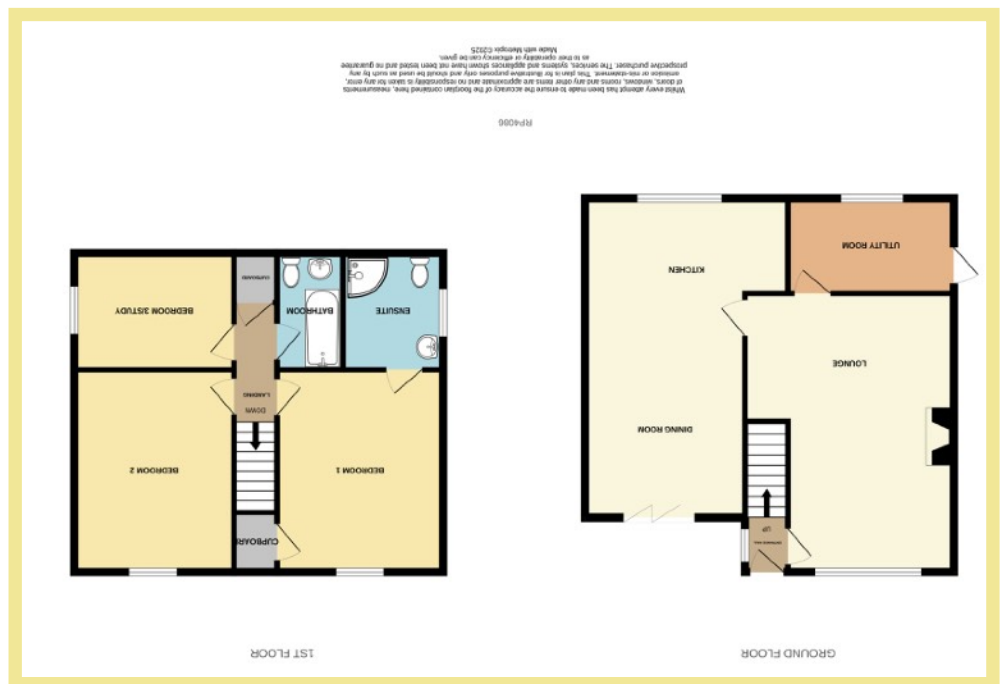 GROUND FLOOR
ENTRANCE HALL
UP
LOUNGE
DINING ROOM
UTILITY ROOM
KITCHEN
1ST FLOOR
CUPBOARD
BEDROOM 1
BEDROOM 2
DOWN
LANDING
ENSUITE
BATHROOM
BEDROOM 3/STUDY
CUPBOARD
RP4086
Whilst every attempt has been made to ensure the accuracy of the floorplan contained here, measurements
of doors, windows, rooms and any other items are approximate and no responsibility is taken for any error,
omission or mis-statement. This plan is for illustrative purposes only and should be used as such by any
prospective purchaser. The services, systems and appliances shown have not been tested and no guarantee
as to their operability or efficiency can be given.
Made with Metropix ©2025